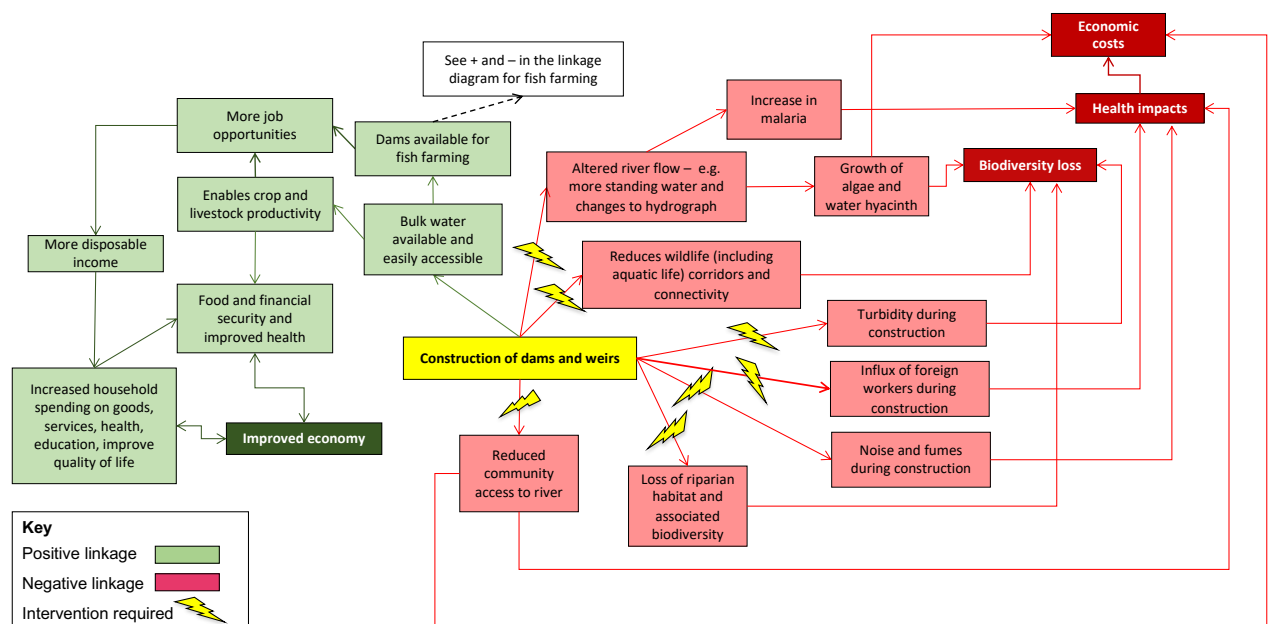 Economic
costs
See + and – in the linkage
diagram for fish farming
Increase in
malaria
Health impacts
More job
opportunities
Dams available for
fish farming
Altered river flow – e.g.
more standing water and
changes to hydrograph
Growth of
algae and
water hyacinth
Biodiversity loss
Enables crop and
livestock productivity
Bulk water
available and
easily accessible
More disposable
income
Reduces wildlife (including
aquatic life) corridors and
connectivity
Food and financial
security and
improved health
Turbidity during
construction
Construction of dams and weirs
Influx of foreign
workers during
construction
Increased household
spending on goods,
services, health,
education, improve
quality of life
Improved economy
Noise and fumes
during construction
Reduced
community
access to river
Loss of riparian
habitat and
associated
biodiversity
Key
Positive linkage
Negative linkage
Intervention required